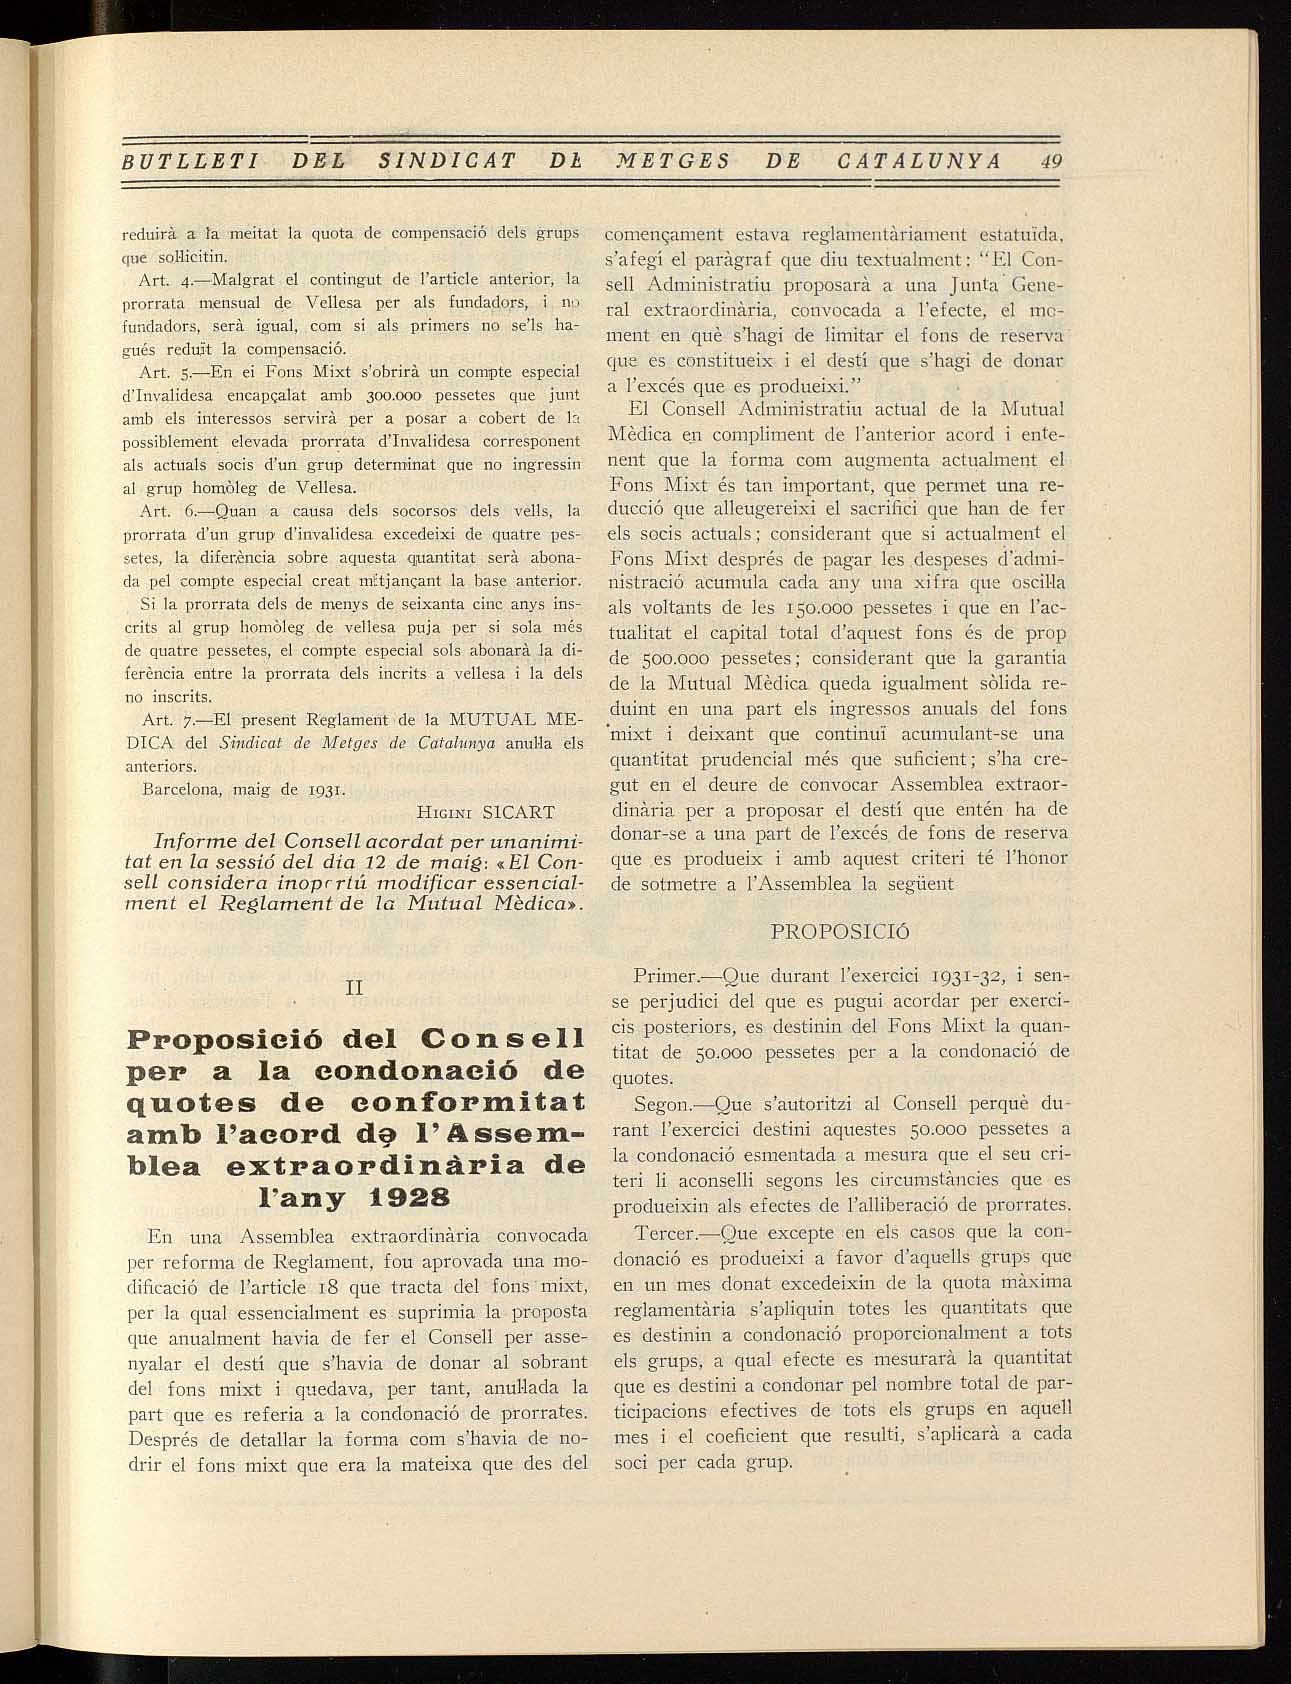 BUTLLETI DEL SINDICAT DE METGES DE CATALUNYA 49
reduirà a la meitat la quota de compensació dels grups
que sol·licitin.
Art. 4.—Malgrat el contingut de l'article anterior, la
prorrata mensual de Vellesa per als fundadors, i no
fundadors, serà igual, com si als primers no se'ls ha-
gués reduït la compensació.
Art. 5.—En ei Fons Mixt s'obrirà un compte especial
d'Invalidesa encapçalat amb 300.000 pessetes que junt
amb els interessos servirà per a posar a cobert de la
possiblement elevada prorrata d'Invalidesa corresponent
als actuals socis d'un grup determinat que no ingressin
al grup homòleg de Vellesa.
Art. 6.—Quan a causa dels socorsos dels vells, la
prorrata d'un grup d'invalidesa excedeixi de quatre pes-
setes, la diferència sobre aquesta quantitat serà abona-
da pel compte especial creat mitjançant la base anterior.
Si la prorrata dels de menys de seixanta cinc anys ins-
crits al grup homòleg de vellesa puja per si sola més
de quatre pessetes, el compte especial sols abonarà la di-
ferència entre la prorrata dels incrits a vellesa i la dels
no inscrits.
Art. 7.—El present Reglament de la MUTUAL ME-
DICA del Sindicat de Metges de Catalunya anul·la els
anteriors.
Barcelona, maig de 1931.
HIGINI SICART
Informe del Consell acordat per unanimi-
tat en la sessió del dia 12 de maig: «El Con-
sell considera inoportú modificar essencial-
ment el Reglament de la Mutual Mèdica».
II
Proposició del Consell
per a la condonació de
quotes de conformitat
amb l'acord de l'Assem-
blea extraordinària de
l'any 1928
En una Assemblea extraordinària convocada
per reforma de Reglament, fou aprovada una mo-
dificació de l'article 18 que tracta del fons mixt,
per la qual essencialment es suprimia la proposta
que anualment havia de fer el Consell per asse-
nyalar el destí que s'havia de donar al sobrant
del fons mixt i quedava, per tant, anul·lada la
part que es referia a la condonació de prorrates.
Després de detallar la forma com s'havia de no-
drir el fons mixt que era la mateixa que des del
començament estava reglamentàriament estatuïda,
s'afegí el paràgraf que diu textualment: "El Con-
sell Administratiu proposarà a una Junta Gene-
ral extraordinària, convocada a l'efecte, el mo-
ment en què s'hagi de limitar el fons de reserva
que es constitueix i el destí que s'hagi de donar
a l'excés que es produeixi."
El Consell Administratiu actual de la Mutual
Mèdica en compliment de l'anterior acord i ente-
nent que la forma com augmenta actualment el
Fons Mixt és tan important, que permet una re-
ducció que alleugereixi el sacrifici que han de fer
els socis actuals; considerant que si actualment el
Fons Mixt després de pagar les despeses d'admi-
nistració acumula cada any una xifra que oscil·la
als voltants de les 150.000 pessetes i que en l'ac-
tualitat el capital total d'aquest fons és de prop
de 500.000 pessetes; considerant que la garantia
de la Mutual Mèdica queda igualment sòlida re-
duint en una part els ingressos anuals del fons
mixt i deixant que continuï acumulant-se una
quantitat prudencial més que suficient; s'ha cre-
gut en el deure de convocar Assemblea extraor-
dinària per a proposar el destí que entén ha de
donar-se a una part de l'excés de fons de reserva
que es produeix i amb aquest criteri té l'honor
de sotmetre a l'Assemblea la següent
PROPOSICIÓ
Primer.—Que durant l'exercici 1931-32, i sen-
se perjudici del que es pugui acordar per exerci-
cis posteriors, es destinin del Fons Mixt la quan-
titat de 50.000 pessetes per a la condonació de
quotes.
Segon.—Que s'autoritzi al Consell perquè du-
rant l'exercici destini aquestes 50.000 pessetes a
la condonació esmentada a mesura que el seu cri-
teri li aconselli segons les circumstàncies que es
produeixin als efectes de l'alliberació de prorrates.
Tercer.—Que excepte en els casos que la con-
donació es produeixi a favor d'aquells grups que
en un mes donat excedeixin de la quota màxima
reglamentària s'apliquin totes les quantitats que
es destinin a condonació proporcionalment a tots
els grups, a qual efecte es mesurarà la quantitat
que es destini a condonar pel nombre total de par-
ticipacions efectives de tots els grups en aquell
mes i el coeficient que resulti, s'aplicarà a cada
soci per cada grup.